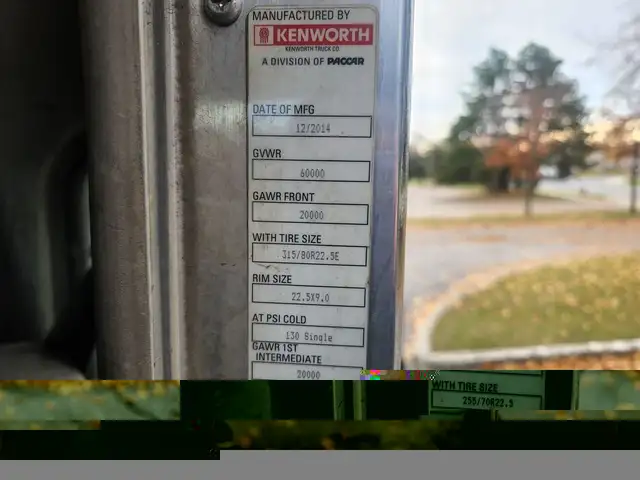 MANUFACTURED BY
KENWORTH
KENWORTH TRUCK CO.
A DIVISION OF PACCAR
DATE OF MFG
12/2014
GVWR
60000
GAWR FRONT
20000
WITH TIRE SIZE
315/80R22.5E
RIM SIZE
22.5X9.0
AT PSI COLD
130 Single
GAWR 1ST
INTERMEDIATE
20000
WITH TIRE SIZE
255/70R22.5